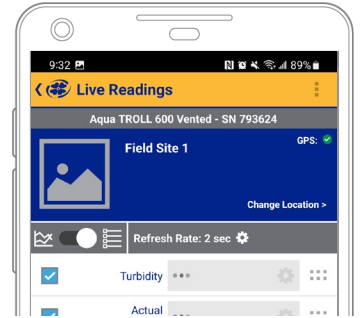 9:32 89%
Live Readings
Aqua TROLL 600 Vented - SN 793624
Field Site 1 GPS:
Change Location >
Refresh Rate: 2 sec
Turbidity
Actual